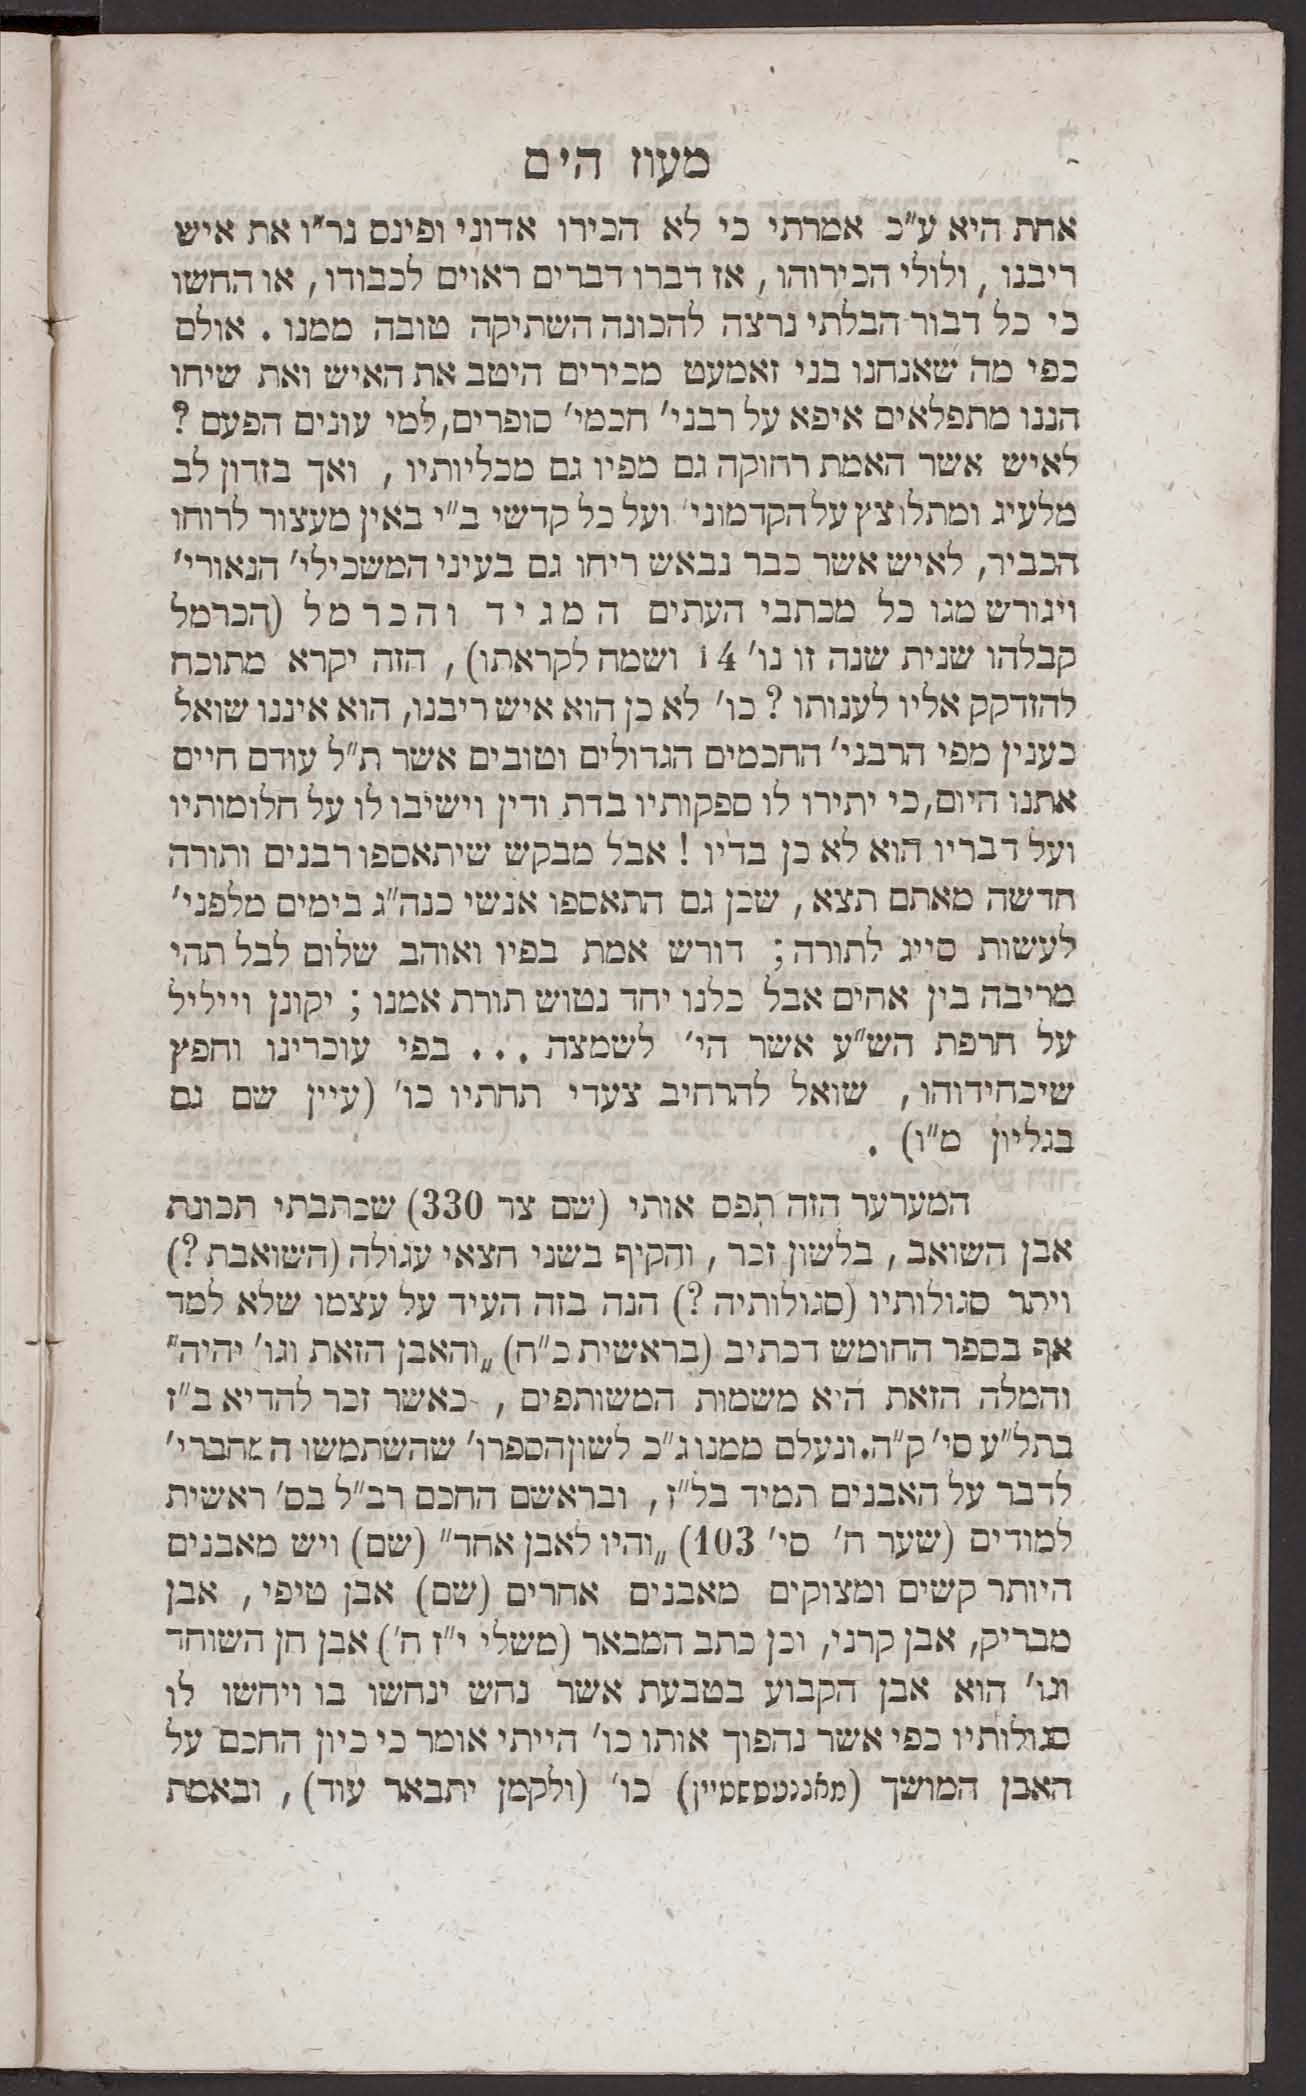 מעוז הים
אחת היא ע"כ אמרתי כי לא הכירו אדוני ופינס נר"ו את איש
ריבנו, ולולי הכירוהו, אז דברו דברים ראוים לכבודו, או החשו
כי כל דבור הבלתי נרצה להכונה השתיקה טובה ממנו. אולם
כפי מה שאנחנו בני זאמעט מכירים היטב את האיש ואת שיחו
הננו מתפלאים איפא על רבני' חכמי' סופרים, למי עונים הפעם?
לאיש אשר האמת רחוקה גם מפיו גם מכליותיו, ואך בזדון לב
מלעיג ומתלוצץ על הקדמוני' ועל כל קדשי ב"י באין מעצור לרוחו
הכביר, לאיש אשר כבר נבאש ריחו גם בעיני המשכילי' הנאורי'
ויגורש מגו כל מכתבי העתים המגיד והכרמל (הכרמל
קבלהו שנית שנה זו נו' 14 ושמח לקראתו), הזה יקרא מתוכח
להזדקק אליו לענותו? כו' לא כן הוא איש ריבנו, הוא איננו שואל
כענין מפי הרבני' החכמים הגדולים וטובים אשר ת"ל עודם חיים
אתנו היום, כי יתירו לו ספקותיו בדת ודין וישיבו לו על חלומותיו
ועל דבריו הוא לא כן בדיו! אבל מבקש שיתאספו רבנים ותורה
חדשה מאתם תצא, שכן גם התאספו אנשי כנה"ג בימים מלפני'
לעשות סייג לתורה; דורש אמת בפיו ואוהב שלום לבל תהי
מריבה בין אחים אבל כלנו יחד נטוש תורת אמנו; יקונן וייליל
על חרפת הש"ע אשר הי' לשמצה... בפי עוכרינו וחפץ
שיכחידוהו, שואל להרחיב צעדי תחתיו כו' (עיין שם גם
בגליון מ"ו).
המערער הזה תפס אותי (שם צד 330) שכתבתי תכונת
אבן השואב, בלשון זכר, והקיף בשני חצאי עגולה (השואבת?)
ויתר סגולותיו (סגולותיה?) הנה בזה העיד על עצמו שלא למד
אף בספר החומש דכתיב (בראשית כ"ח) „והאבן הזאת וגו' יהיה"
והמלה הזאת היא משמות המשותפים, כאשר זכר להדיא ב"ז
בתל"ע סי' ק"ה. ונעלם ממנו ג"כ לשון הספרו' שהשתמשו המחברי'
לדבר על האבנים תמיד בל"ז, ובראשם החכם רב"ל בס' ראשית
למודים (שער ח' סי' 103) „והיו לאבן אחד" (שם) ויש מאבנים
היותר קשים ומצוקים מאבנים אחרים (שם) אבן טיפי, אבן
מבריק, אבן קרני, וכן כתב המבאר (משלי י"ז ח') אבן חן השוחד
וגו' הוא אבן הקבוע בטבעת אשר נחש ינחשו בו ויחשו לו
סגולותיו כפי אשר נהפוך אותו כו' הייתי אומר כי כיון החכם על
האבן המושך (מאגנעטשטיין) כו' (ולקמן יתבאר עוד), ובאמת